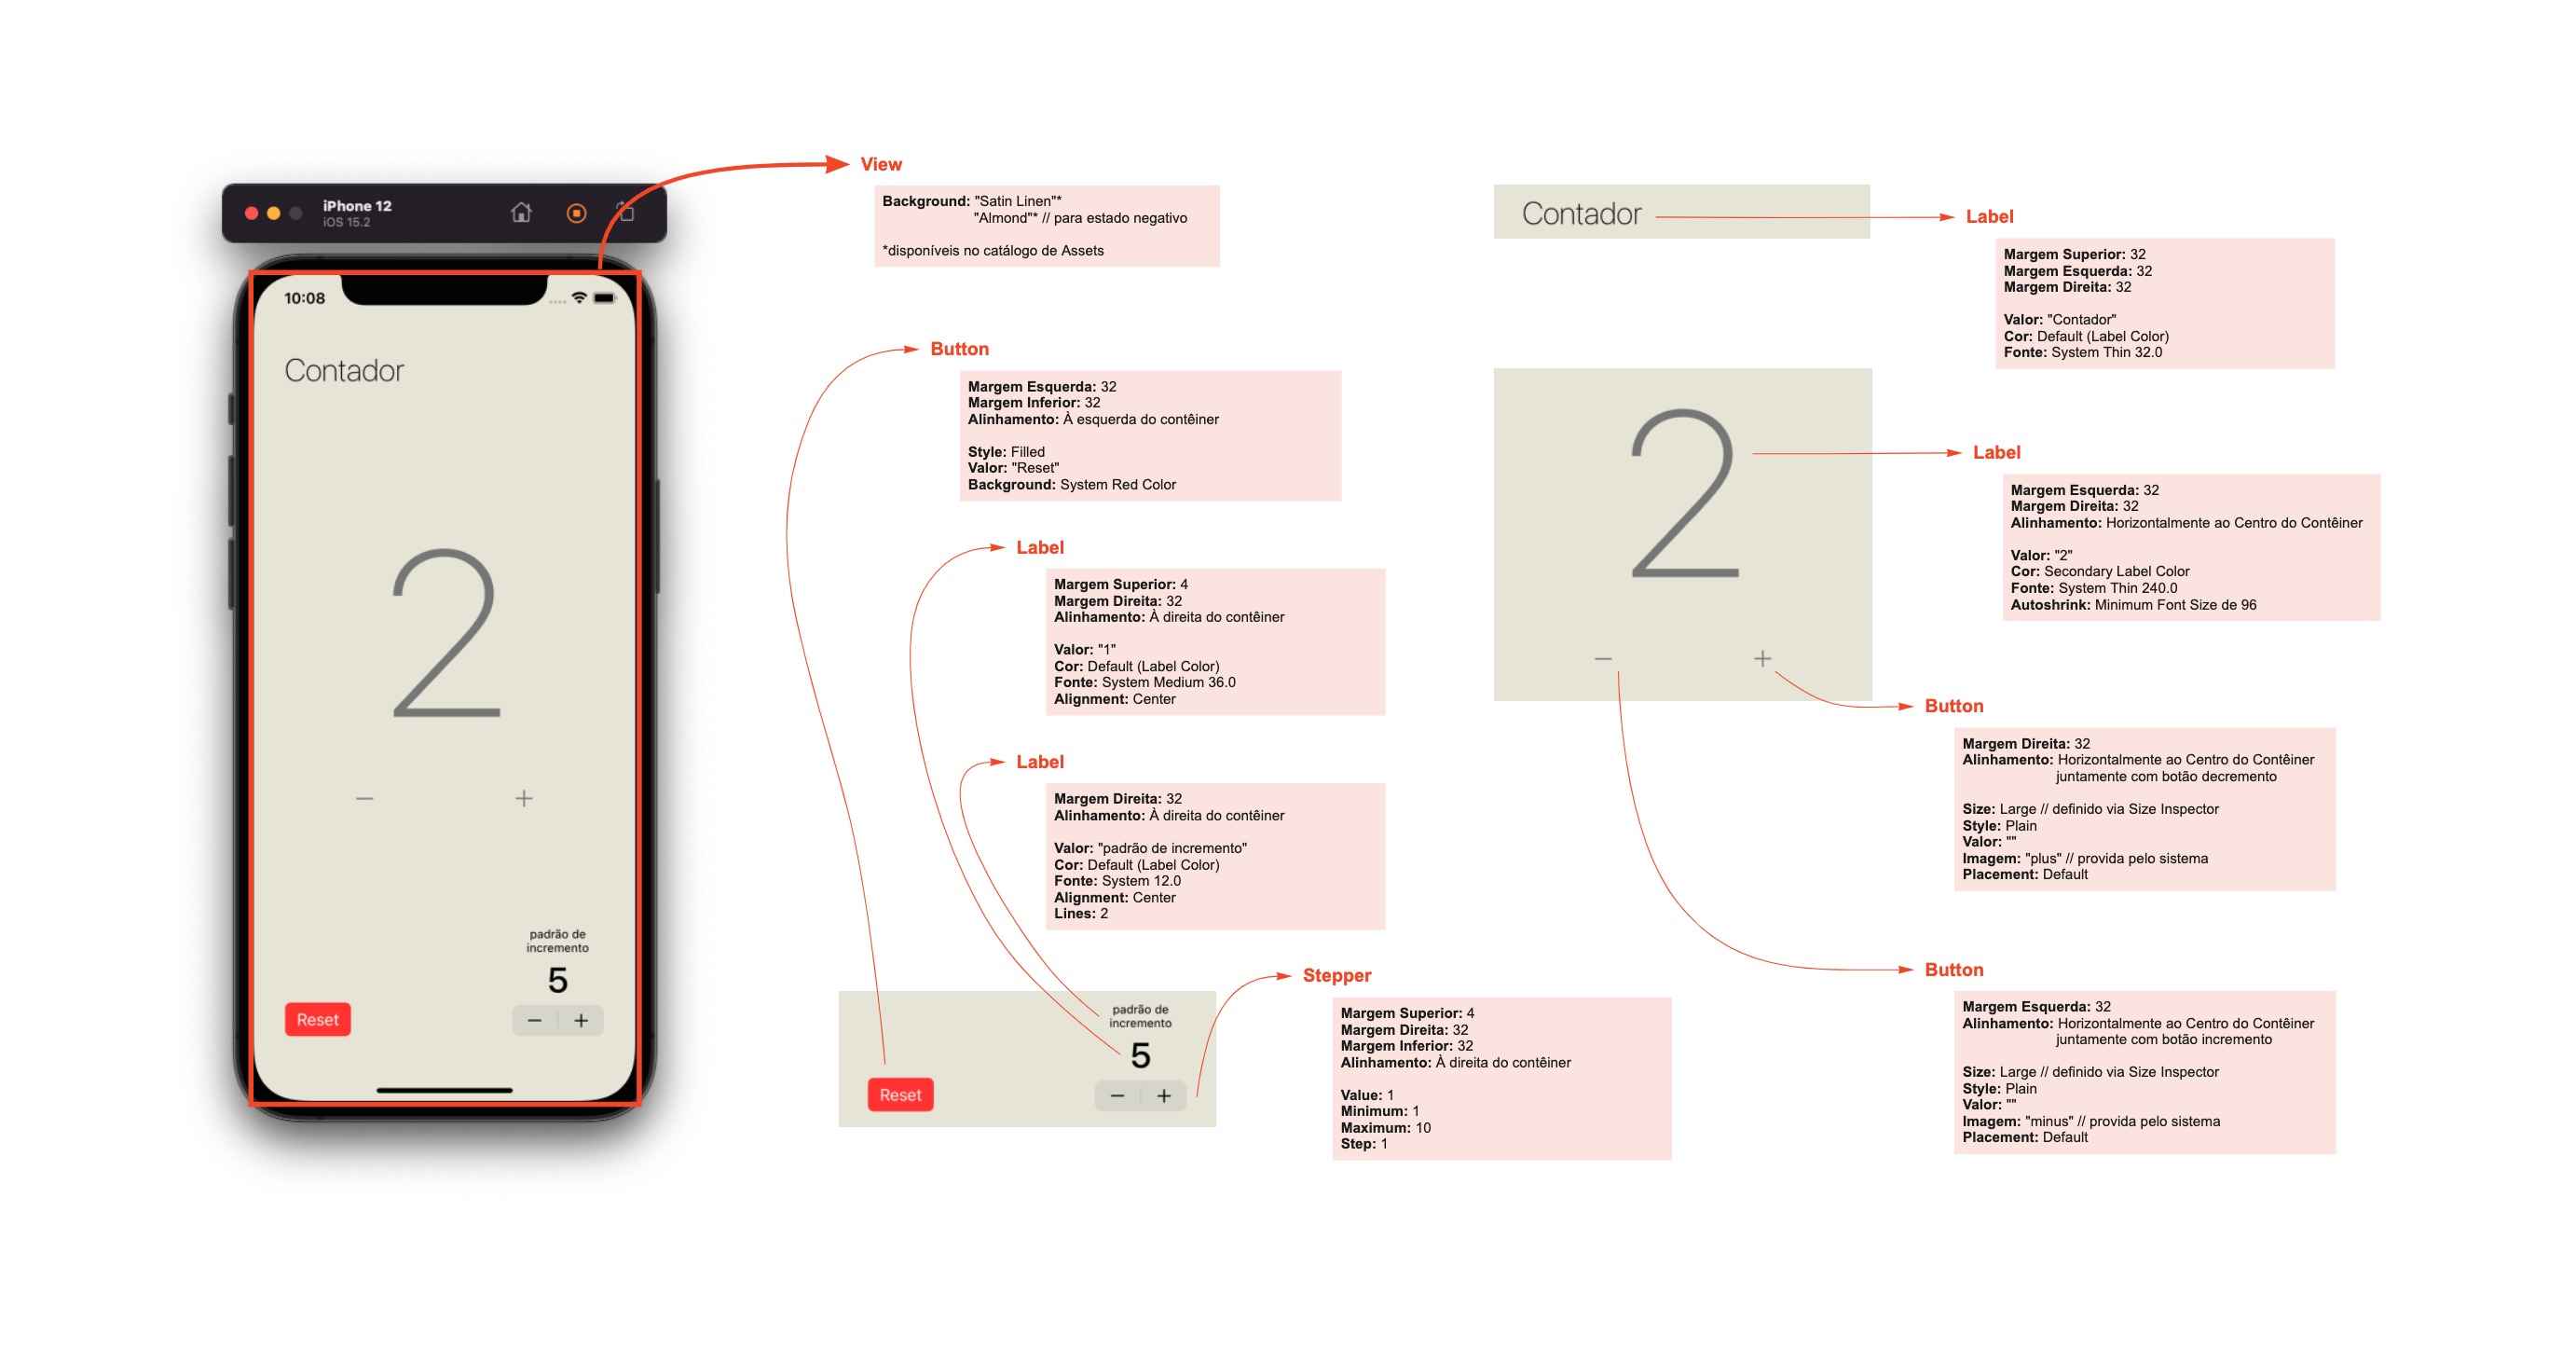 iPhone 12
iOS 15.2
10:08
Contador
2
padrão de
incremento
5
Reset
View
Background: "Satin Linen"*
"Almond"* // para estado negativo
*disponíveis no catálogo de Assets
Button
Margem Esquerda: 32
Margem Inferior: 32
Alinhamento: À esquerda do contêiner
Style: Filled
Valor: "Reset"
Background: System Red Color
Label
Margem Superior: 4
Margem Direita: 32
Alinhamento: À direita do contêiner
Valor: "1"
Cor: Default (Label Color)
Fonte: System Medium 36.0
Alignment: Center
Label
Margem Direita: 32
Alinhamento: À direita do contêiner
Valor: "padrão de incremento"
Cor: Default (Label Color)
Fonte: System 12.0
Alignment: Center
Lines: 2
padrão de
incremento
5
Reset
Stepper
Margem Superior: 4
Margem Direita: 32
Margem Inferior: 32
Alinhamento: À direita do contêiner
Value: 1
Minimum: 1
Maximum: 10
Step: 1
Contador
Label
Margem Superior: 32
Margem Esquerda: 32
Margem Direita: 32
Valor: "Contador"
Cor: Default (Label Color)
Fonte: System Thin 32.0
2
Label
Margem Esquerda: 32
Margem Direita: 32
Alinhamento: Horizontalmente ao Centro do Contêiner
Valor: "2"
Cor: Secondary Label Color
Fonte: System Thin 240.0
Autoshrink: Minimum Font Size de 96
Button
Margem Direita: 32
Alinhamento: Horizontalmente ao Centro do Contêiner
juntamente com botão decremento
Size: Large // definido via Size Inspector
Style: Plain
Valor: ""
Imagem: "plus" // provida pelo sistema
Placement: Default
Button
Margem Esquerda: 32
Alinhamento: Horizontalmente ao Centro do Contêiner
juntamente com botão incremento
Size: Large // definido via Size Inspector
Style: Plain
Valor: ""
Imagem: "minus" // provida pelo sistema
Placement: Default